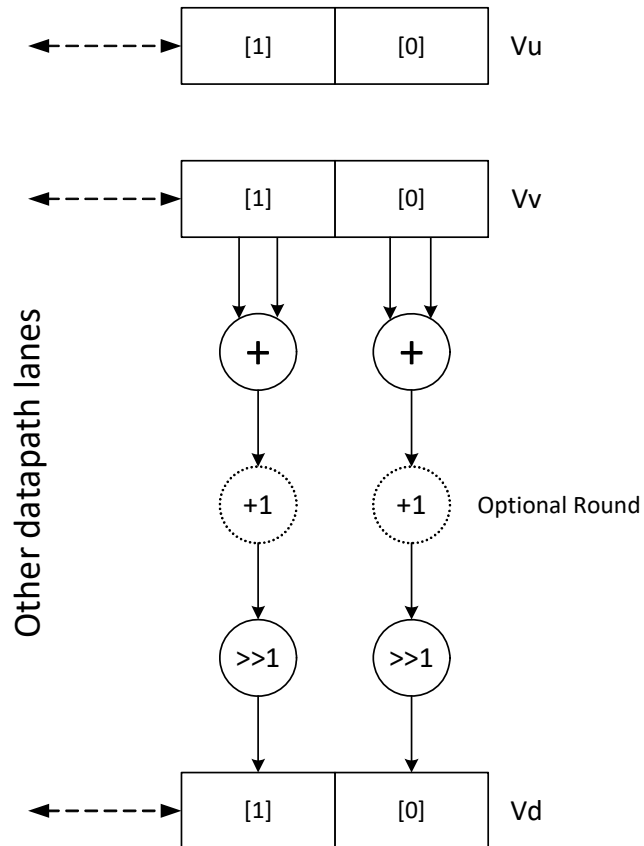 [1] [0] Vu
[1] [0] Vv
+ +
Other datapath lanes
+1 +1 Optional Round
>>1 >>1
[1] [0] Vd